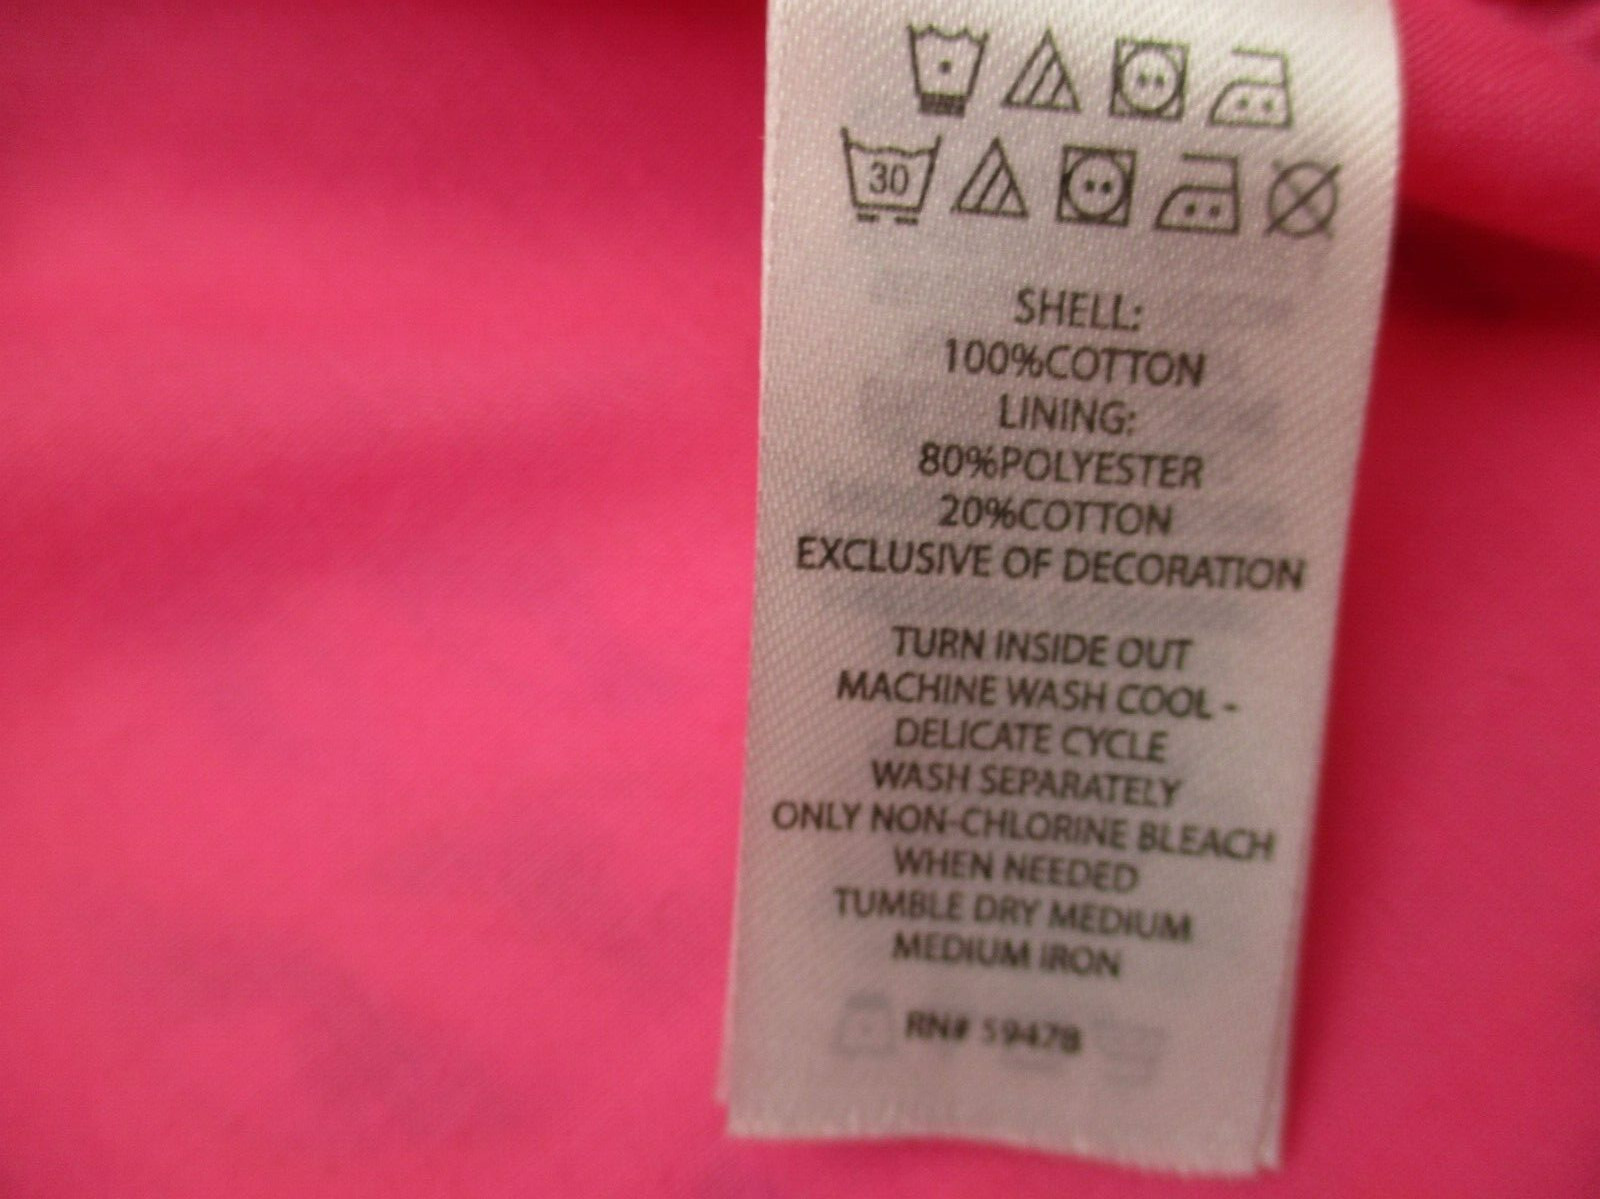 30
SHELL:
100%COTTON
LINING:
80%POLYESTER
20%COTTON
EXCLUSIVE OF DECORATION
TURN INSIDE OUT
MACHINE WASH COOL -
DELICATE CYCLE
WASH SEPARATELY
ONLY NON-CHLORINE BLEACH
WHEN NEEDED
TUMBLE DRY MEDIUM
MEDIUM IRON
RN# 59478